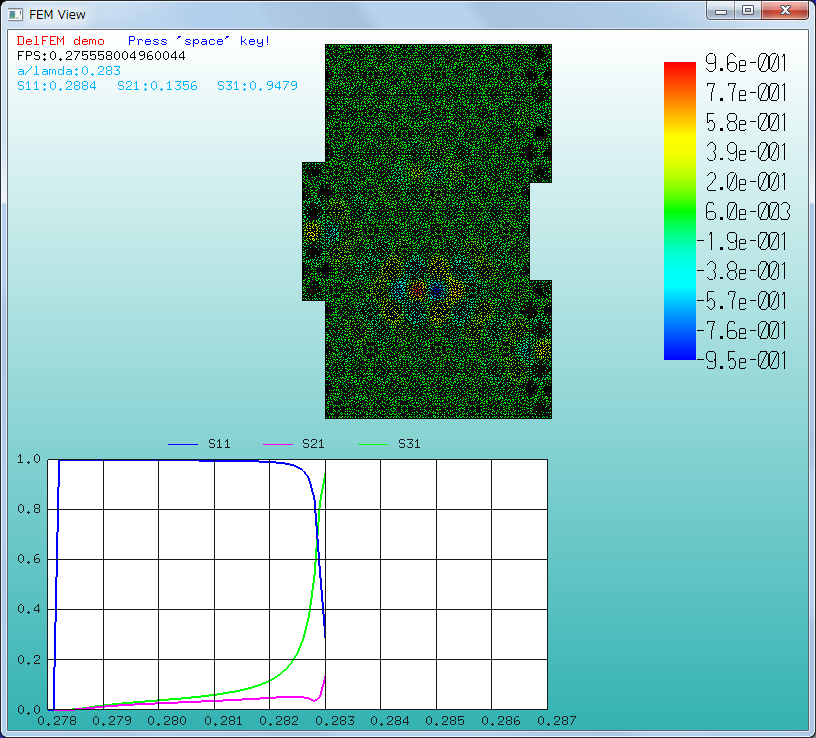 FEM View
DelFEM demo   Press "space" key!
FPS:0.275558004960044
a/lamda:0.283
S11:0.2884  S21:0.1356  S31:0.9479
9.6e-001
7.7e-001
5.8e-001
3.9e-001
2.0e-001
6.0e-003
-1.9e-001
-3.8e-001
-5.7e-001
-7.6e-001
-9.5e-001
S11 S21 S31
1.0
0.8
0.6
0.4
0.2
0.0
0.278 0.279 0.280 0.281 0.282 0.283 0.284 0.285 0.286 0.287